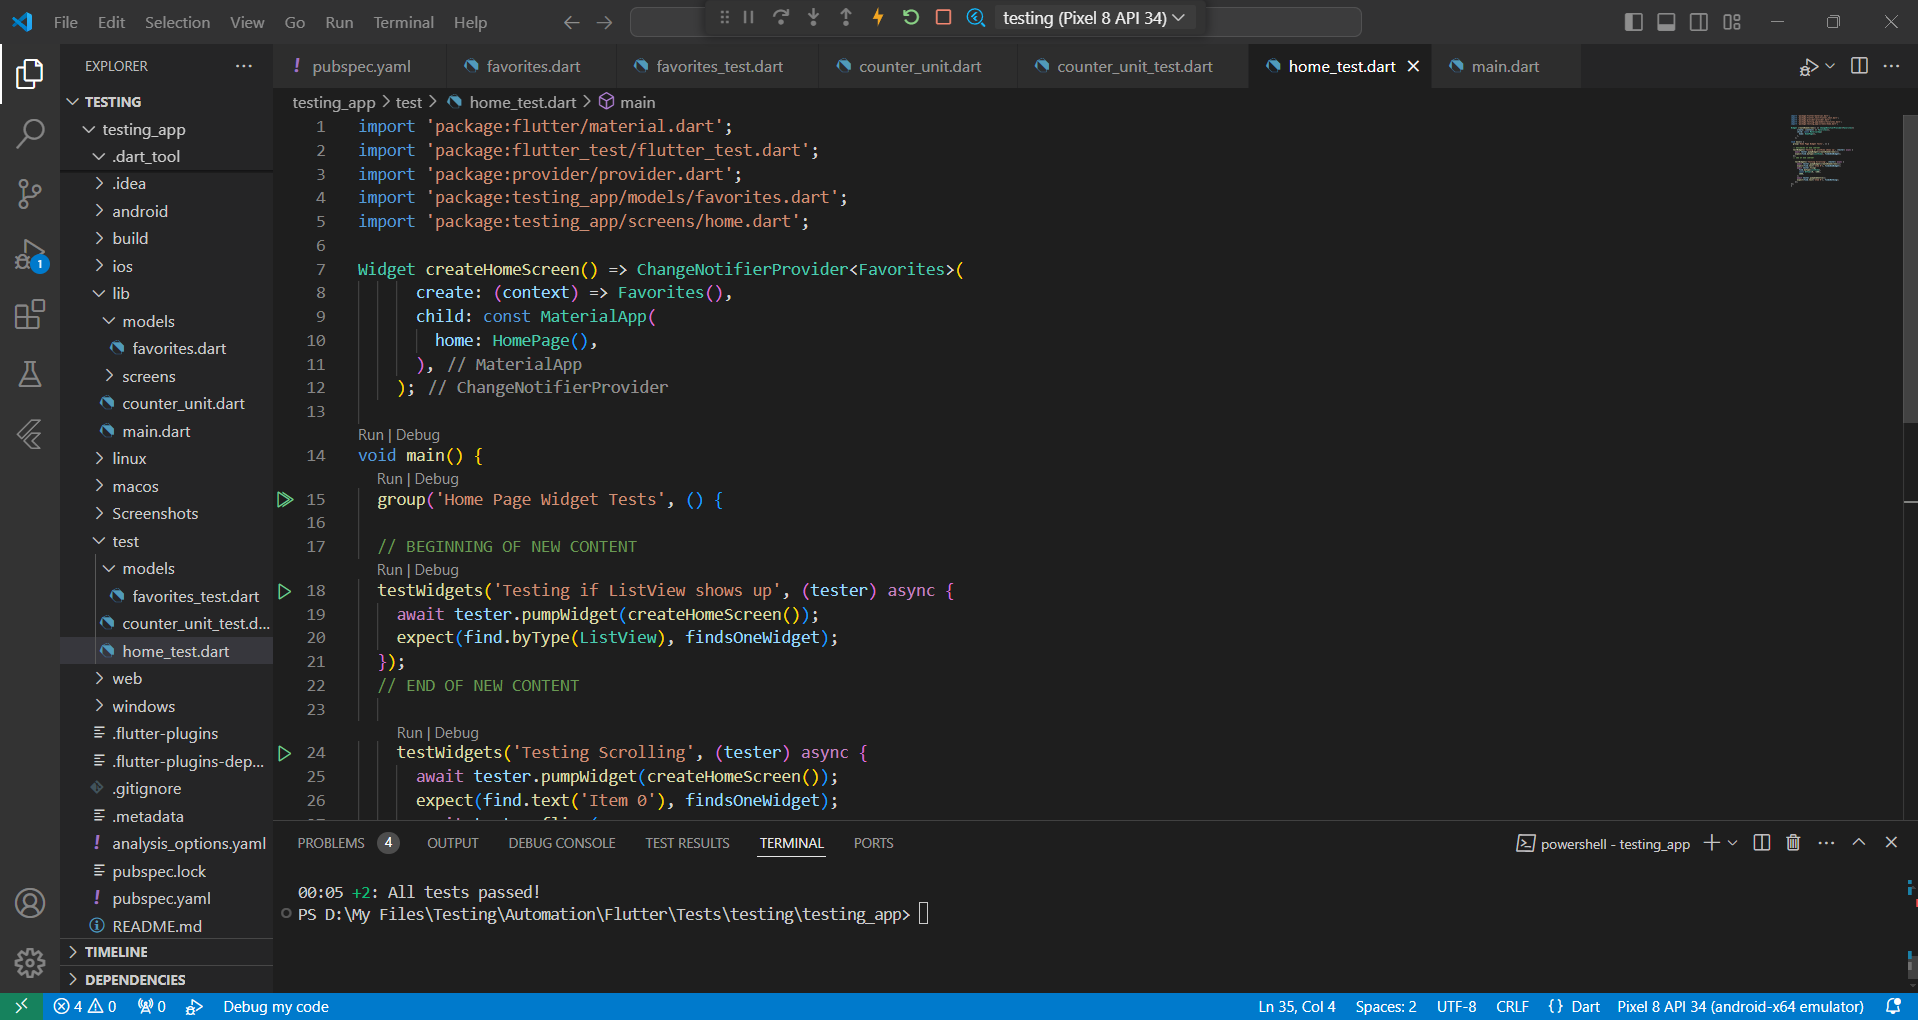 File Edit Selection View Go Run Terminal Help
testing (Pixel 8 API 34)
EXPLORER
pubspec.yaml favorites.dart favorites_test.dart counter_unit.dart counter_unit_test.dart home_test.dart main.dart
TESTING
testing_app
.dart_tool
.idea
android
build
ios
lib
models
favorites.dart
screens
counter_unit.dart
main.dart
linux
macos
Screenshots
test
models
favorites_test.dart
counter_unit_test.d...
home_test.dart
web
windows
.flutter-plugins
.flutter-plugins-dep...
.gitignore
.metadata
analysis_options.yaml
pubspec.lock
pubspec.yaml
README.md
TIMELINE
DEPENDENCIES
1
testing_app > test > home_test.dart > main
1 import 'package:flutter/material.dart';
2 import 'package:flutter_test/flutter_test.dart';
3 import 'package:provider/provider.dart';
4 import 'package:testing_app/models/favorites.dart';
5 import 'package:testing_app/screens/home.dart';
6
7 Widget createHomeScreen() => ChangeNotifierProvider<Favorites>(
8 create: (context) => Favorites(),
9 child: const MaterialApp(
10 home: HomePage(),
11 ), // MaterialApp
12 ); // ChangeNotifierProvider
13
Run | Debug
14 void main() {
Run | Debug
15 group('Home Page Widget Tests', () {
16
17 // BEGINNING OF NEW CONTENT
Run | Debug
18 testWidgets('Testing if ListView shows up', (tester) async {
19 await tester.pumpWidget(createHomeScreen());
20 expect(find.byType(ListView), findsOneWidget);
21 });
22 // END OF NEW CONTENT
23
Run | Debug
24 testWidgets('Testing Scrolling', (tester) async {
25 await tester.pumpWidget(createHomeScreen());
26 expect(find.text('Item 0'), findsOneWidget);
PROBLEMS 4 OUTPUT DEBUG CONSOLE TEST RESULTS TERMINAL PORTS
powershell - testing_app
00:05 +2: All tests passed!
PS D:\My Files\Testing\Automation\Flutter\Tests\testing\testing_app>
4 0 0 Debug my code
Ln 35, Col 4 Spaces: 2 UTF-8 CRLF {} Dart Pixel 8 API 34 (android-x64 emulator)